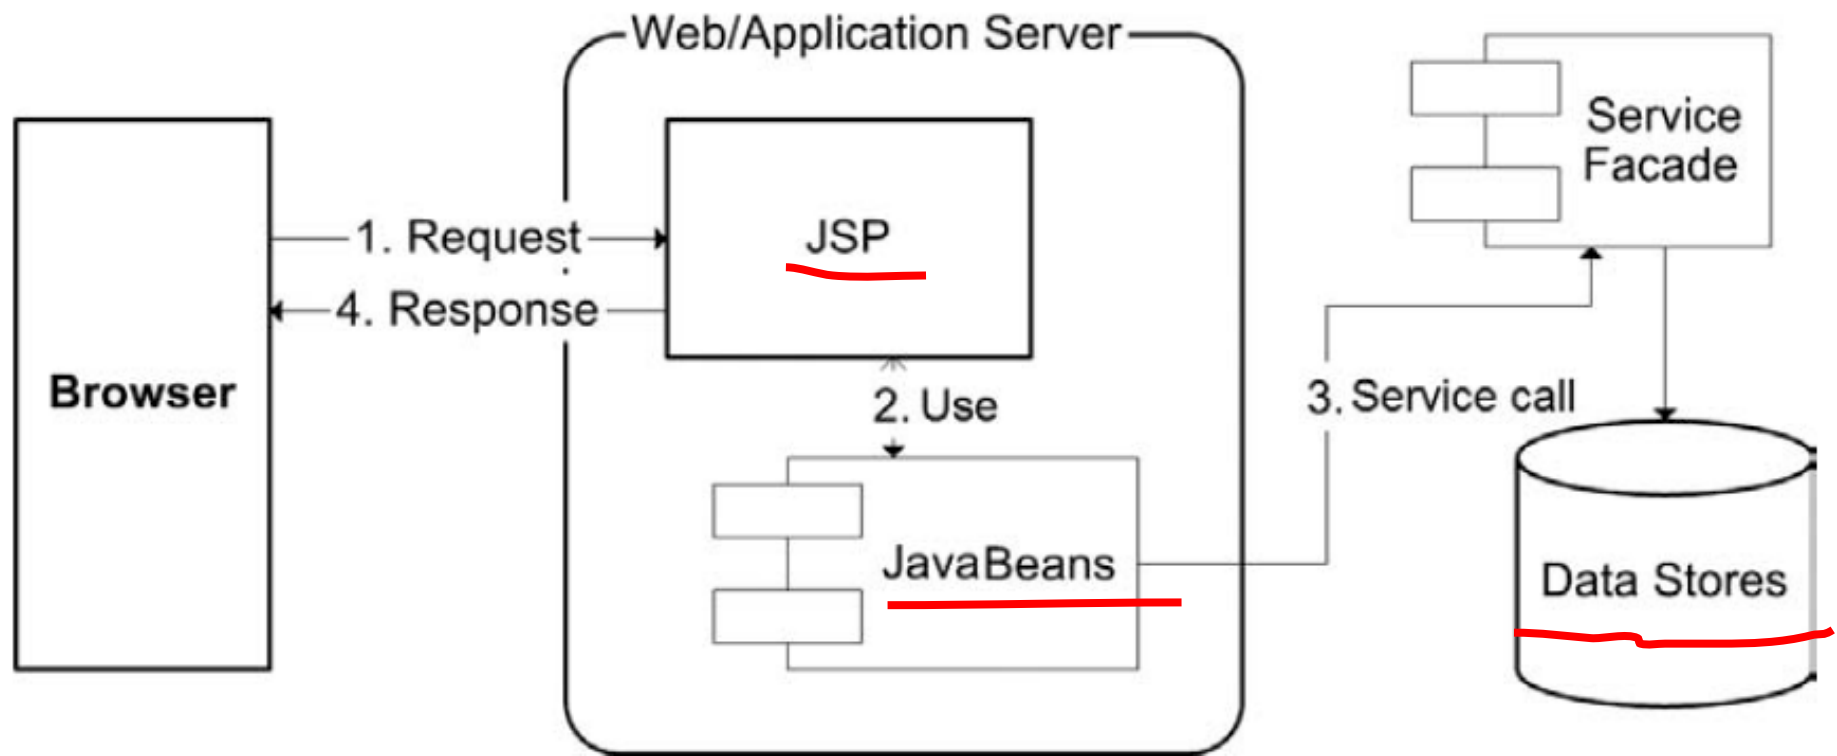 Web/Application Server
Service
Facade
1. Request
JSP
4. Response
Browser
2. Use
3. Service call
JavaBeans
Data Stores